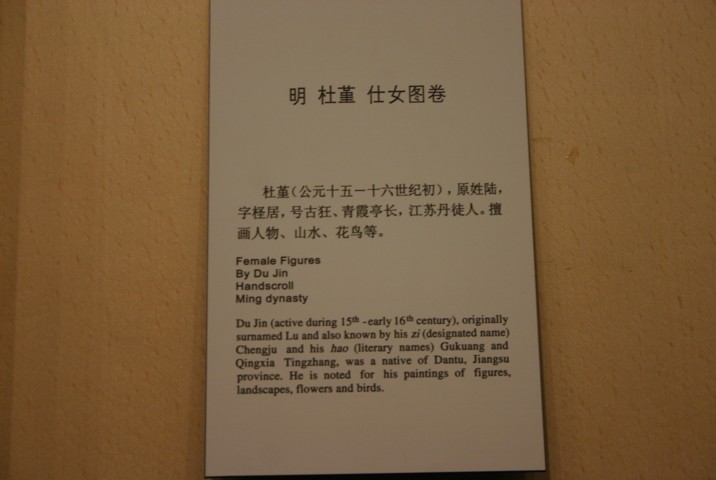 明 杜堇 仕女图卷
杜堇（公元十五－十六世纪初），原姓陆，
字柽居，号古狂、青霞亭长，江苏丹徒人。擅
画人物、山水、花鸟等。
Female Figures
By Du Jin
Handscroll
Ming dynasty
Du Jin (active during 15th -early 16th century), originally
surnamed Lu and also known by his zi (designated name)
Chengju and his hao (literary names) Gukuang and
Qingxia Tingzhang, was a native of Dantu, Jiangsu
province. He is noted for his paintings of figures,
landscapes, flowers and birds.